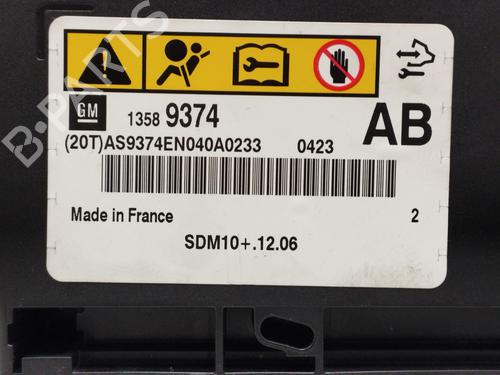 B-PARTS
GM 1358 9374 AB
(20T)AS9374EN040A0233 0423
Made in France 2
SDM10+.12.06